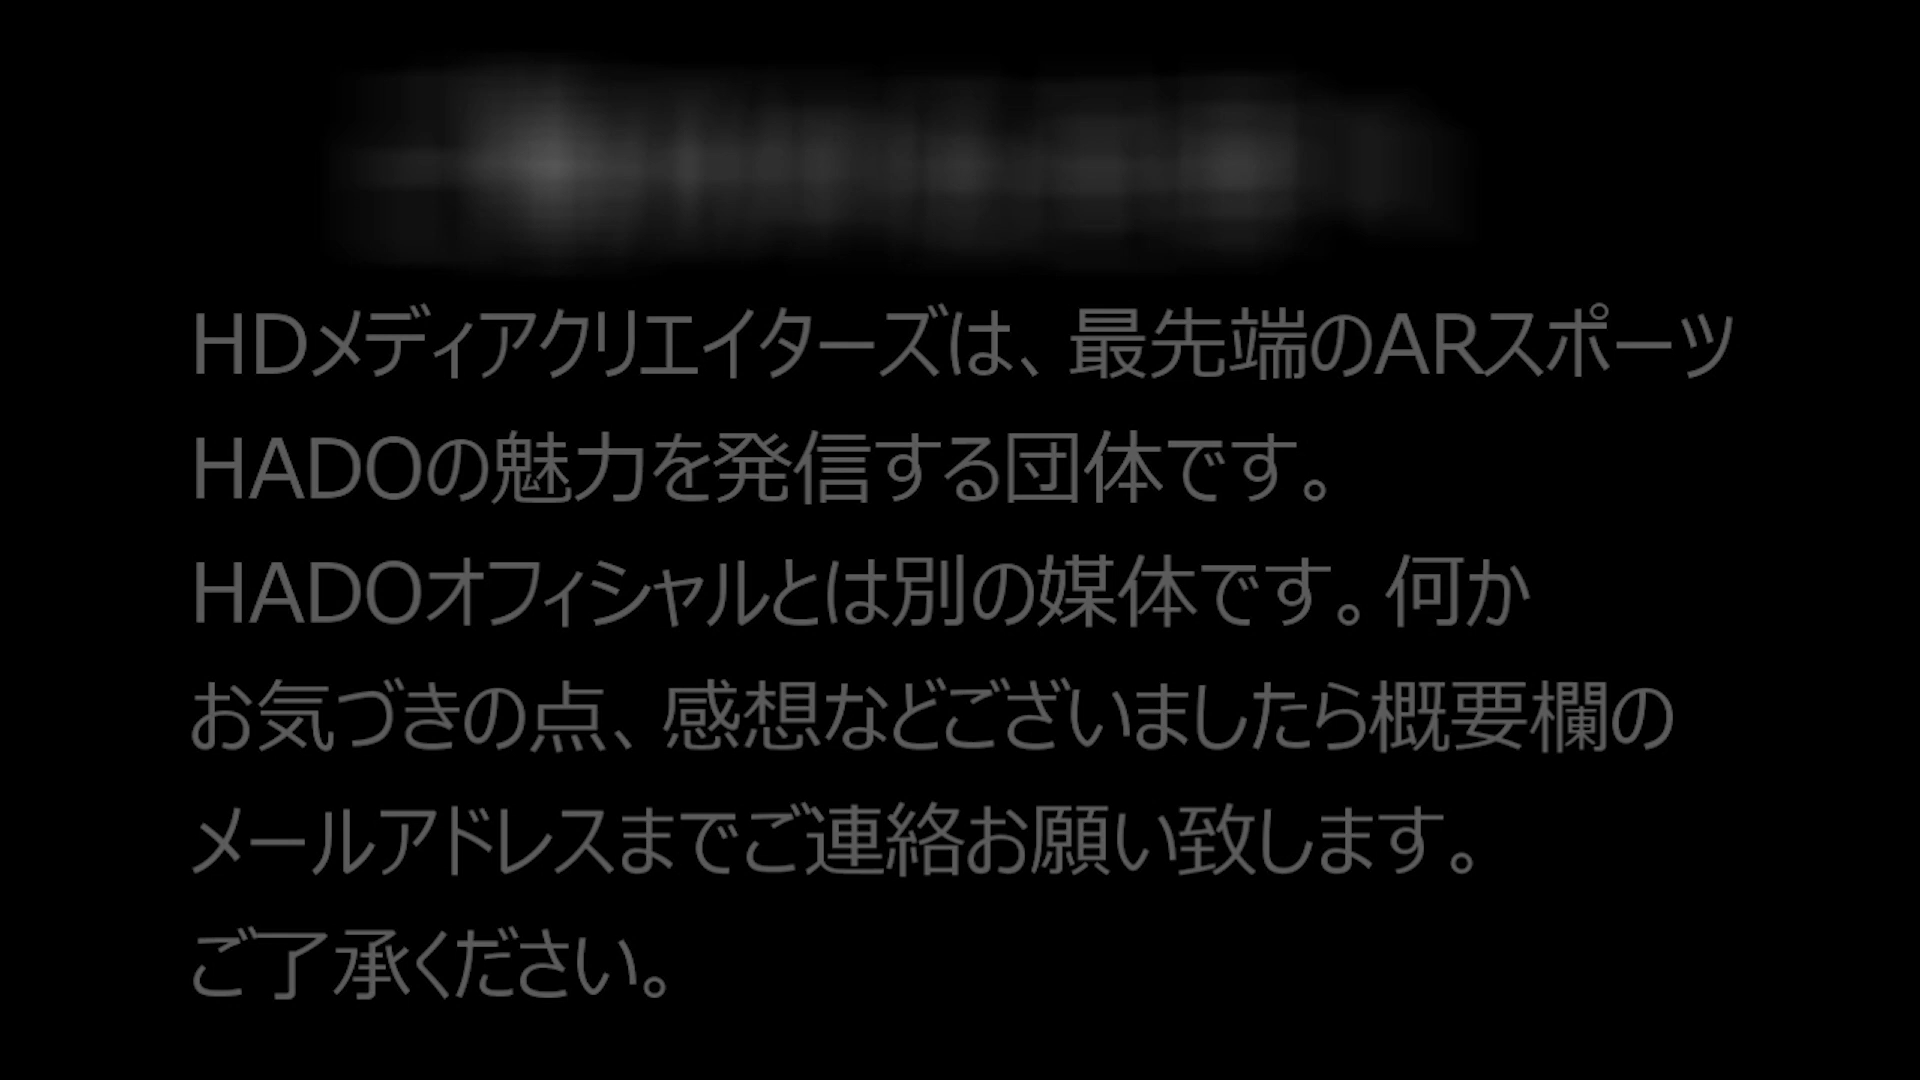 HDメディアクリエイターズは、最先端のARスポーツ
HADOの魅力を発信する団体です。
HADOオフィシャルとは別の媒体です。何か
お気づきの点、感想などございましたら概要欄の
メールアドレスまでご連絡お願い致します。
ご了承ください。